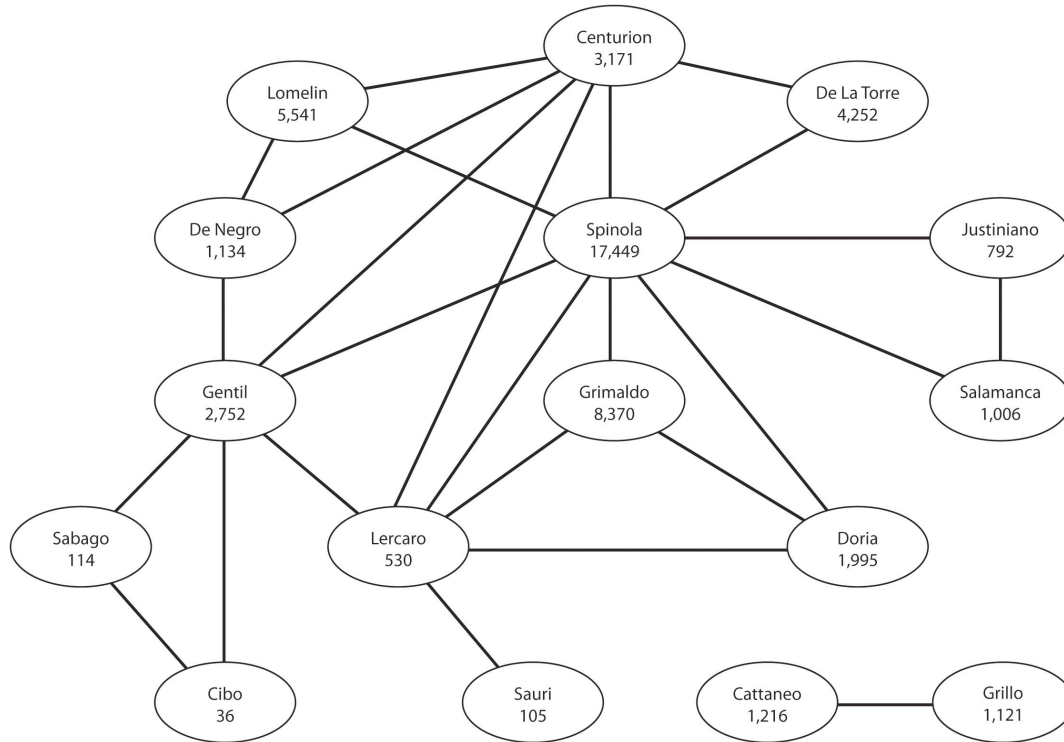 Centurion
3,171
Lomelin
5,541
De La Torre
4,252
De Negro
1,134
Spinola
17,449
Justiniano
792
Gentil
2,752
Grimaldo
8,370
Salamanca
1,006
Sabago
114
Lercaro
530
Doria
1,995
Cibo
36
Sauri
105
Cattaneo
1,216
Grillo
1,121